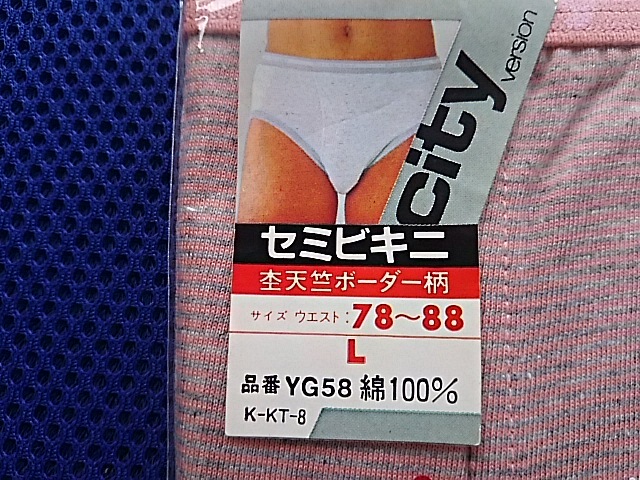 city version
セミビキニ
杢天竺ボーダー柄
サイズ ウエスト：78〜88
L
品番 YG58 綿100%
K-KT-8